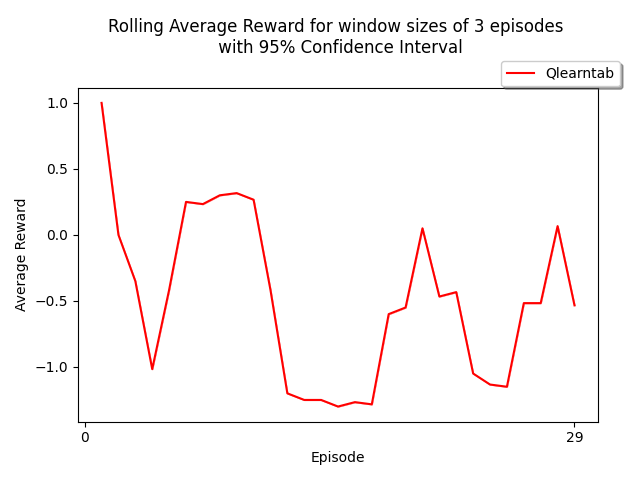 Rolling Average Reward for window sizes of 3 episodes
with 95% Confidence Interval
Qlearntab
1.0
0.5
0.0
−0.5
−1.0
Average Reward
0
29
Episode